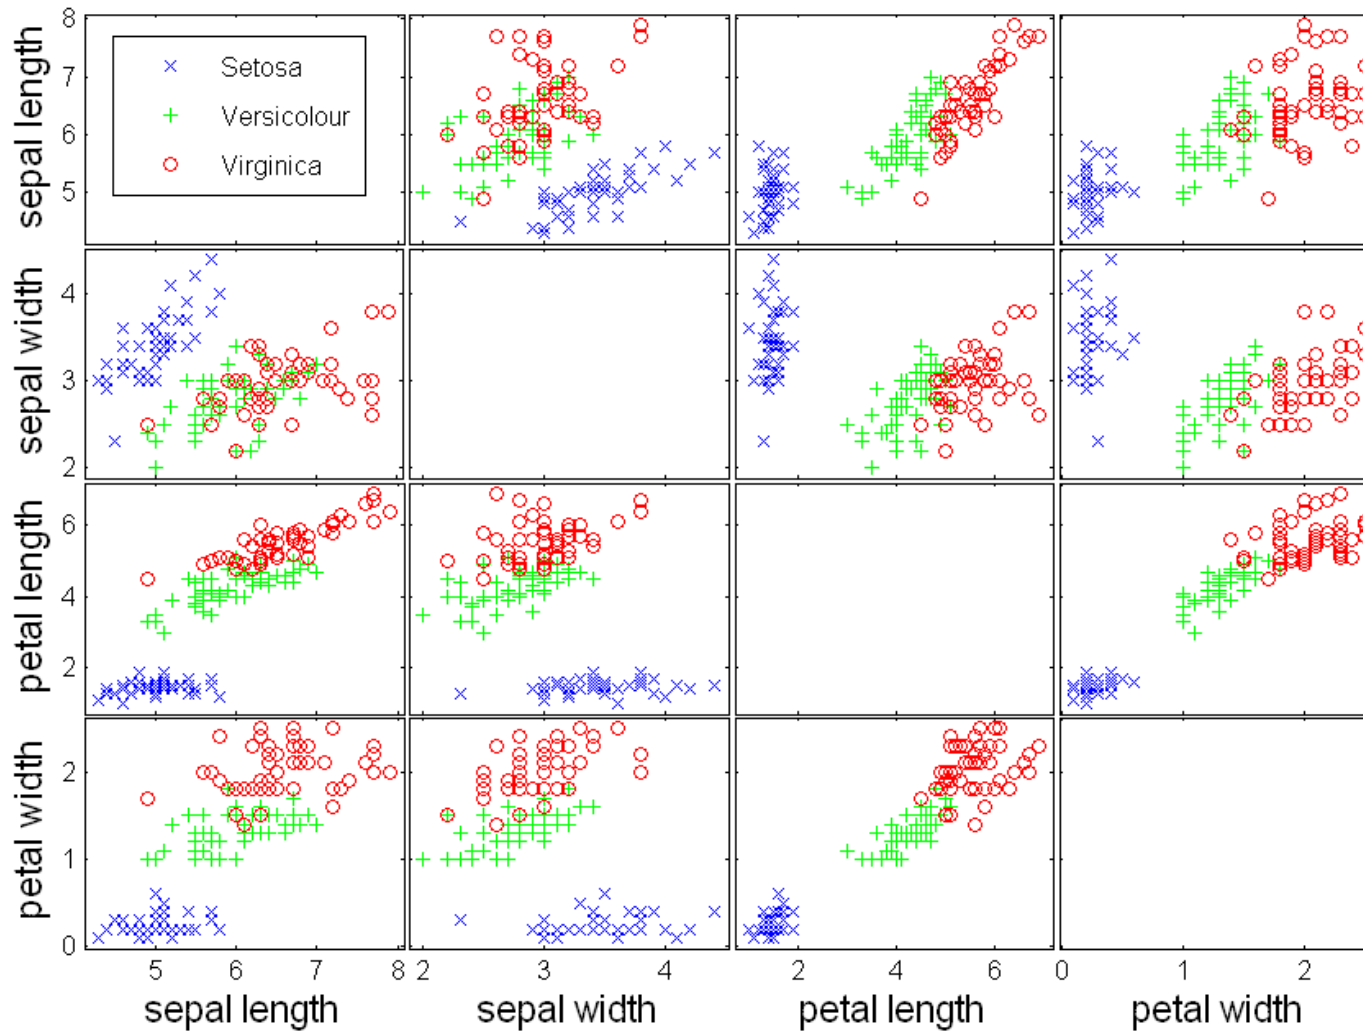 sepal length
8
7
6
5
Setosa
Versicolour
Virginica
sepal width
4
3
2
petal length
6
4
2
petal width
2
1
0
5 6 7 8 2 3 4 2 4 6 0 1 2
sepal length sepal width petal length petal width